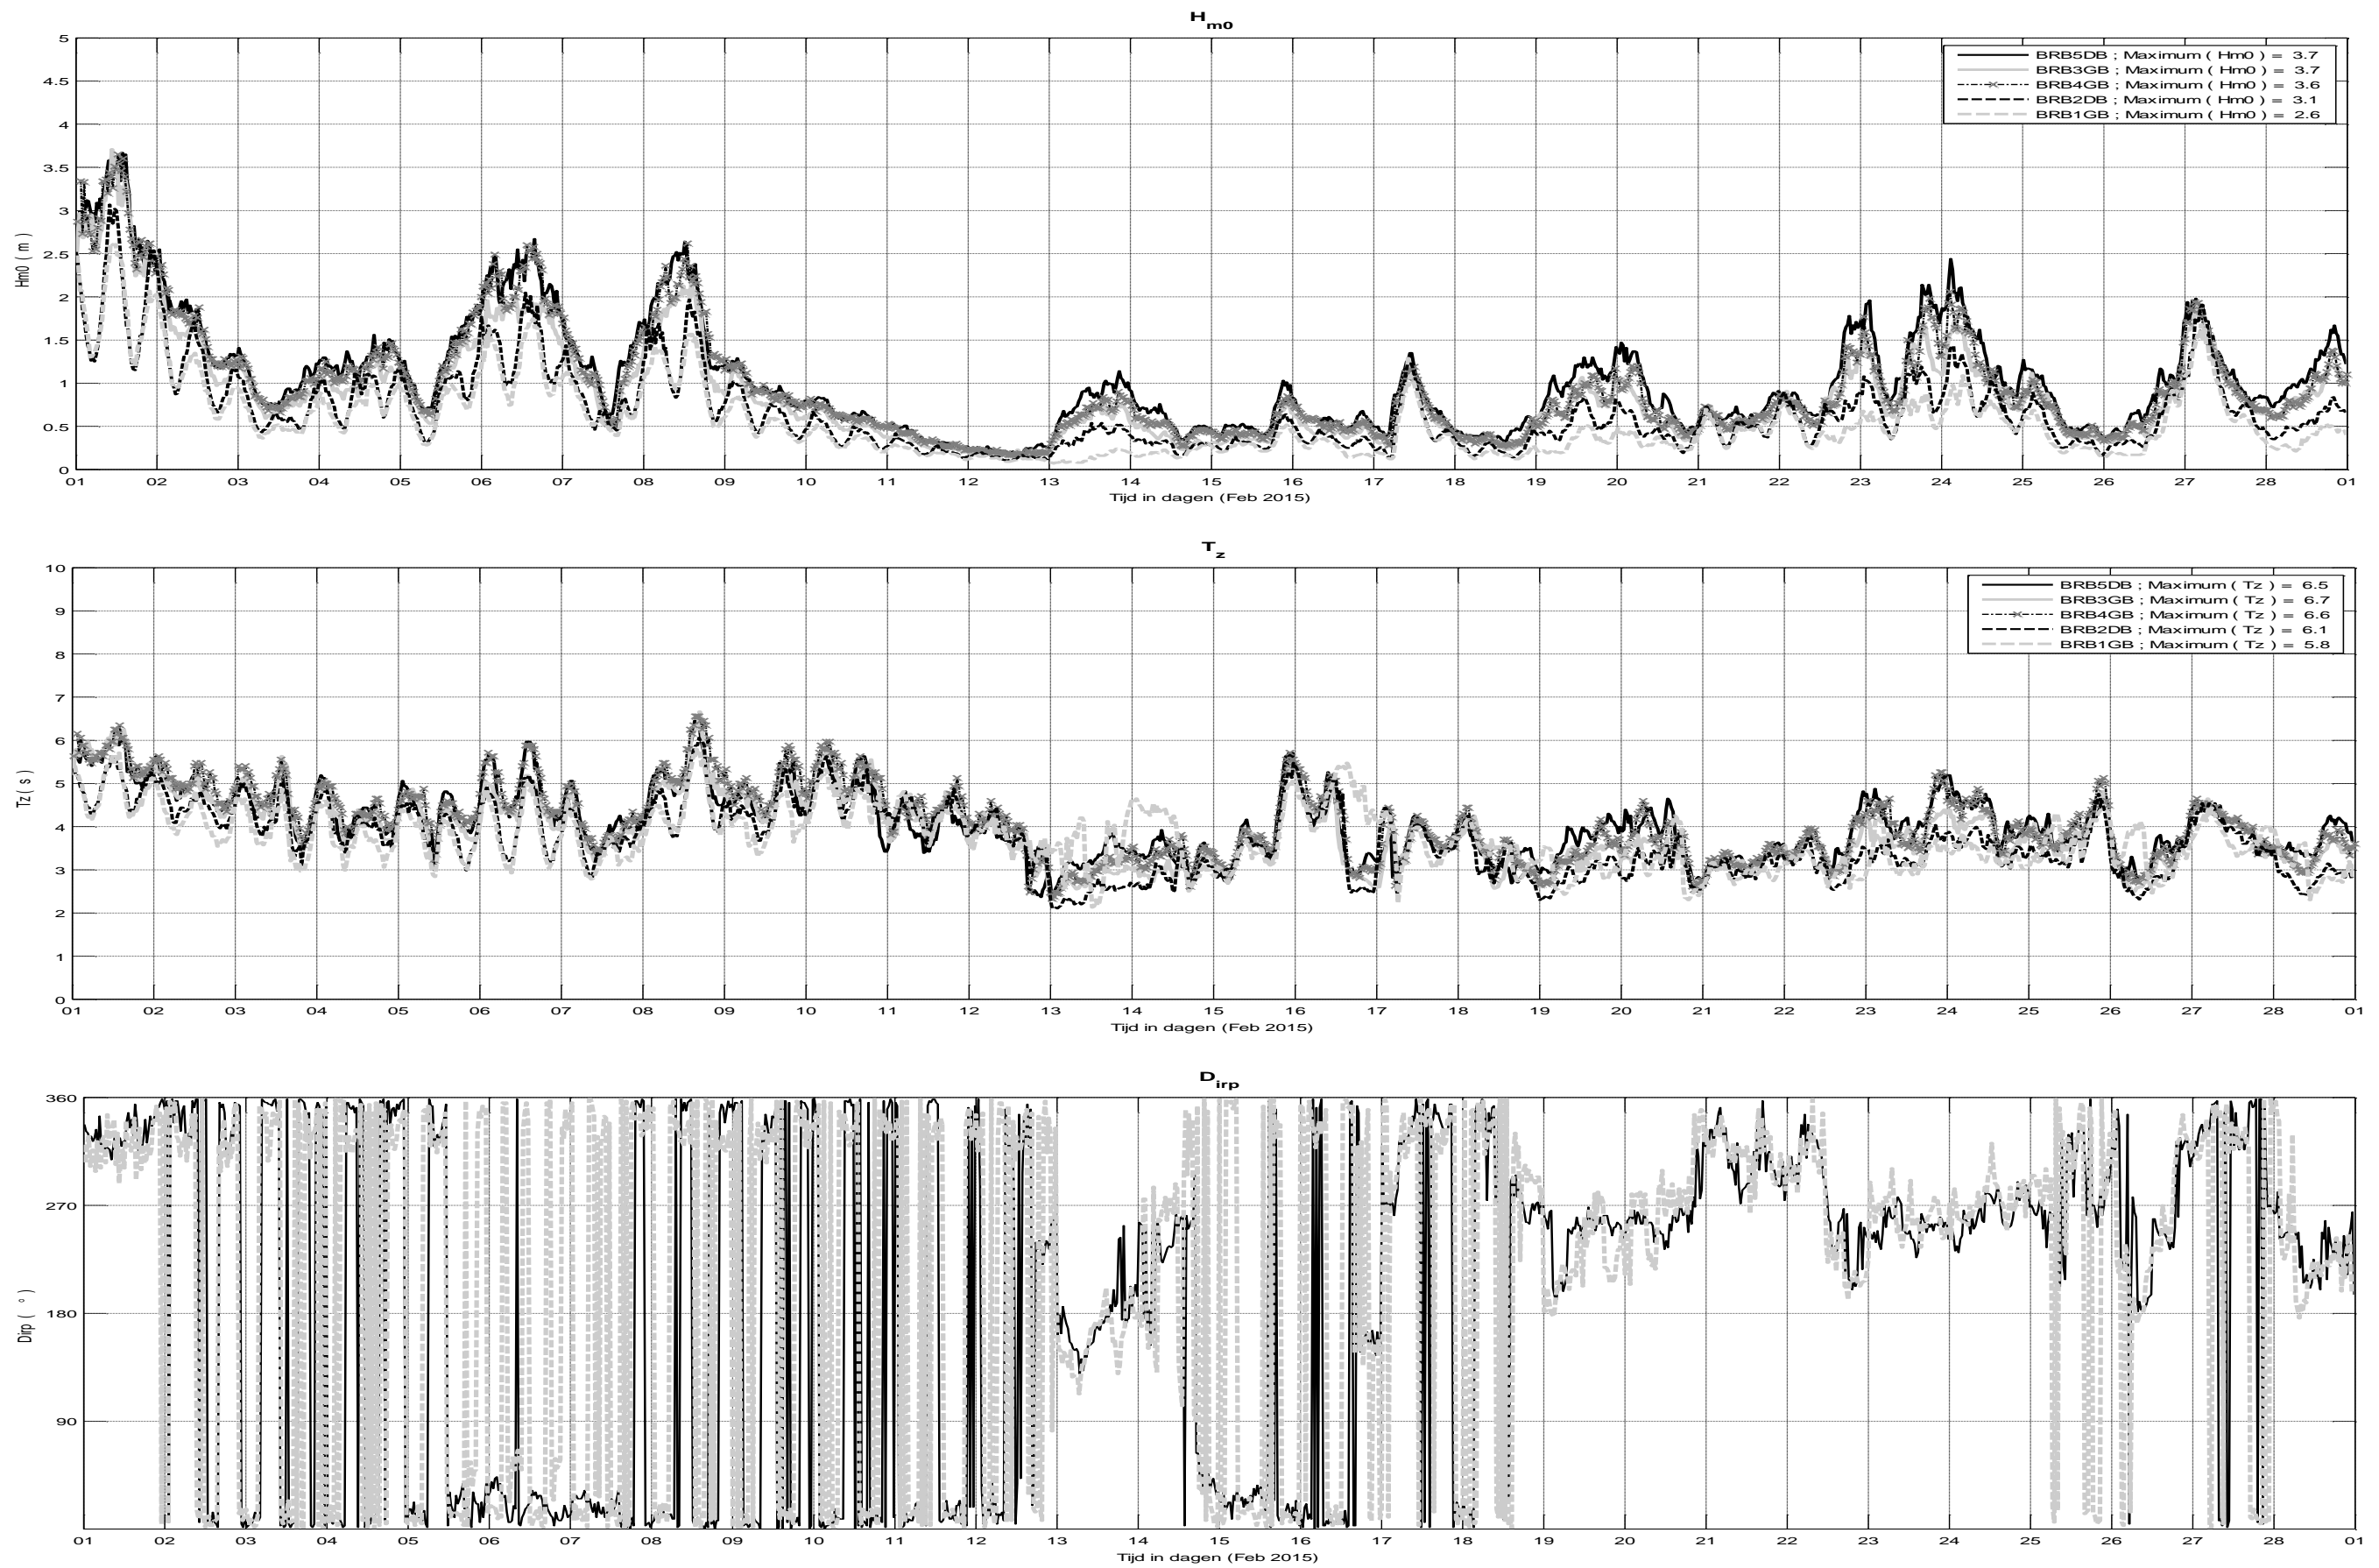 Hm0
5
4.5
4
3.5
3
2.5
2
1.5
1
0.5
0
Hm0 ( m )
BRB5DB ; Maximum ( Hm0 ) = 3.7
BRB3GB ; Maximum ( Hm0 ) = 3.7
BRB4GB ; Maximum ( Hm0 ) = 3.6
BRB2DB ; Maximum ( Hm0 ) = 3.1
BRB1GB ; Maximum ( Hm0 ) = 2.6
01 02 03 04 05 06 07 08 09 10 11 12 13 14 15 16 17 18 19 20 21 22 23 24 25 26 27 28 01
Tijd in dagen (Feb 2015)
Tz
10
9
8
7
6
5
4
3
2
1
0
Tz ( s )
BRB5DB ; Maximum ( Tz ) = 6.5
BRB3GB ; Maximum ( Tz ) = 6.7
BRB4GB ; Maximum ( Tz ) = 6.6
BRB2DB ; Maximum ( Tz ) = 6.1
BRB1GB ; Maximum ( Tz ) = 5.8
01 02 03 04 05 06 07 08 09 10 11 12 13 14 15 16 17 18 19 20 21 22 23 24 25 26 27 28 01
Tijd in dagen (Feb 2015)
Dirp
360
270
180
90
Dirp ( ° )
01 02 03 04 05 06 07 08 09 10 11 12 13 14 15 16 17 18 19 20 21 22 23 24 25 26 27 28 01
Tijd in dagen (Feb 2015)